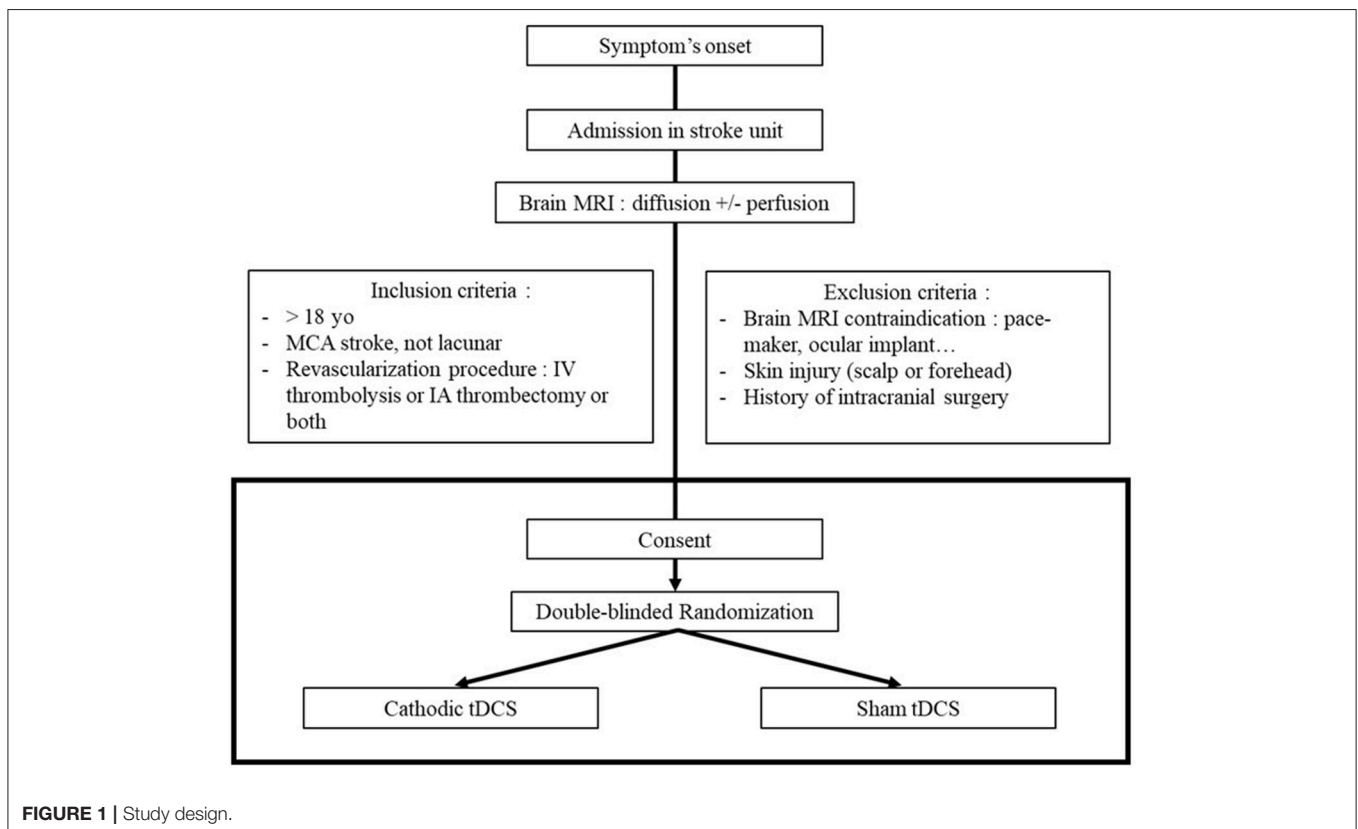 Symptom's onset
Admission in stroke unit
Brain MRI : diffusion +/- perfusion
Inclusion criteria :
- > 18 yo
- MCA stroke, not lacunar
- Revascularization procedure : IV
thrombolysis or IA thrombectomy or
both
Exclusion criteria :
- Brain MRI contraindication : pace-
maker, ocular implant…
- Skin injury (scalp or forehead)
- History of intracranial surgery
Consent
Double-blinded Randomization
Cathodic tDCS
Sham tDCS
FIGURE 1 | Study design.